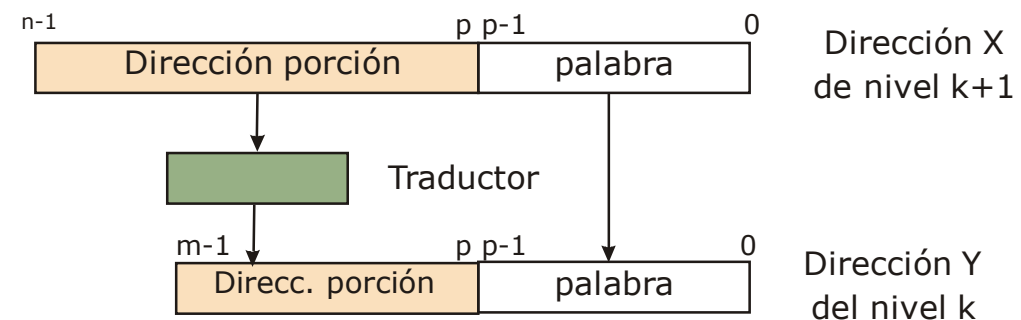 n-1
p p-1
0
Dirección porción
palabra
Dirección X
de nivel k+1
Traductor
m-1
p p-1
0
Direcc. porción
palabra
Dirección Y
del nivel k